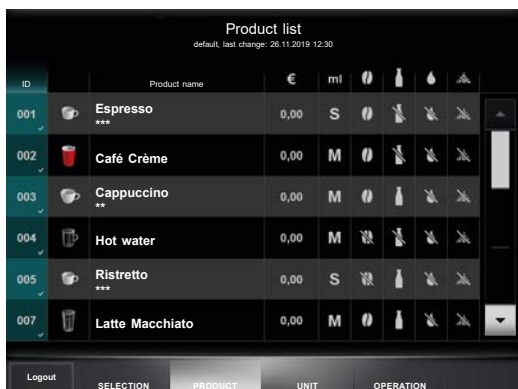 Product list
default, last change: 26.11.2019 12:30
ID Product name € ml
001 Espresso 0,00 S
***
002 Café Crème 0,00 M
003 Cappuccino 0,00 M
**
004 Hot water 0,00 M
005 Ristretto 0,00 S
***
007 Latte Macchiato 0,00 M
Logout SELECTION PRODUCT UNIT OPERATION